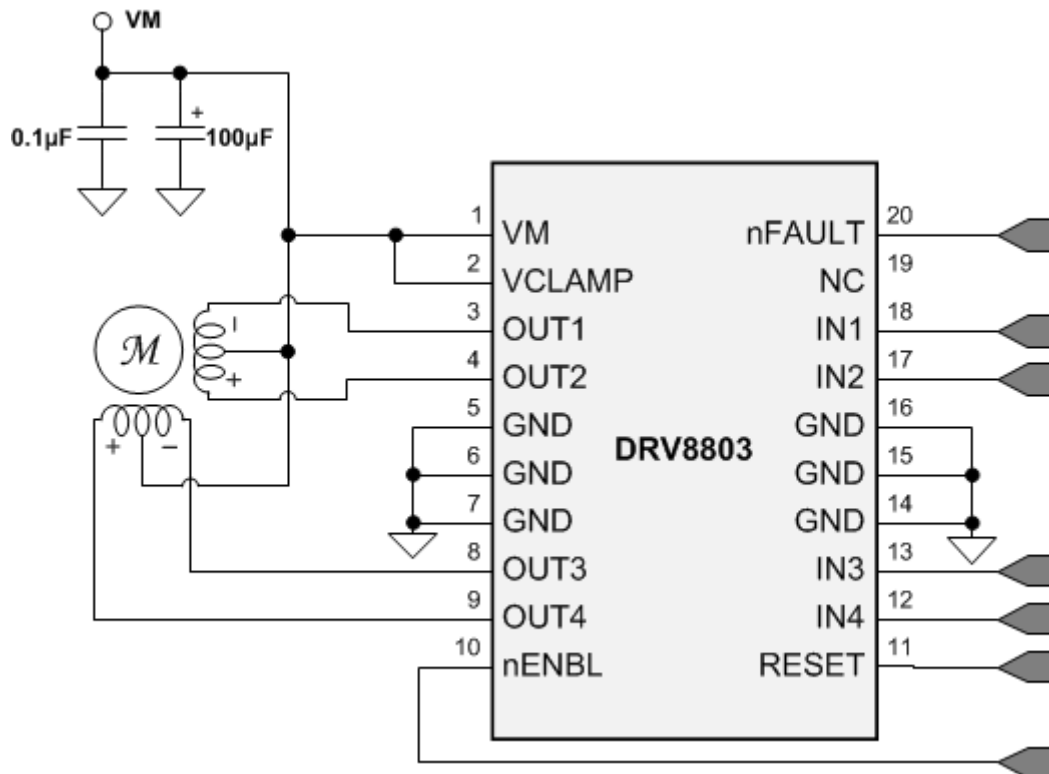 VM
+
0.1µF
100µF
1
VM
nFAULT
20
2
VCLAMP
NC
19
3
OUT1
IN1
18
4
OUT2
IN2
17
5
GND
GND
16
6
GND
GND
15
7
GND
GND
14
8
OUT3
IN3
13
9
OUT4
IN4
12
10
nENBL
RESET
11
DRV8803
M
−
+
+
−